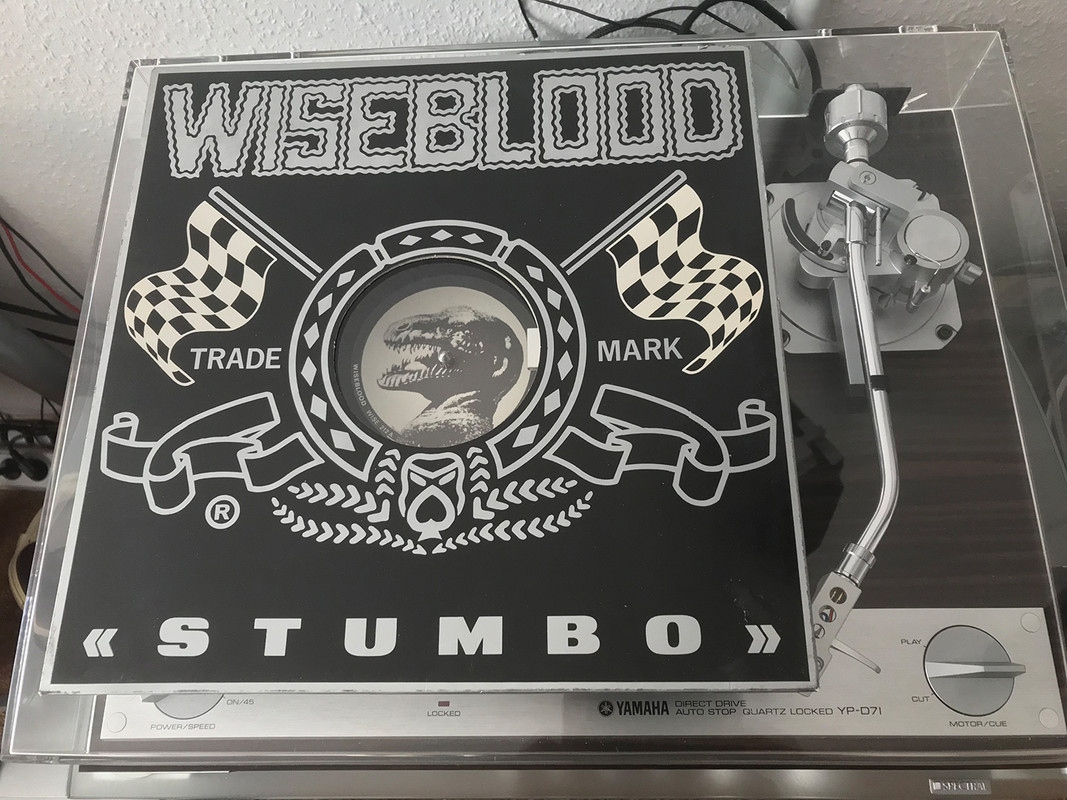 WISEBLOOD
TRADE
MARK
WISEBLOOD
®
« STUMBO »
PLAY
CUT
MOTOR/CUE
ON/45
POWER/SPEED
LOCKED
YAMAHA
DIRECT DRIVE
AUTO STOP QUARTZ LOCKED YP-D71
SPECTRAL